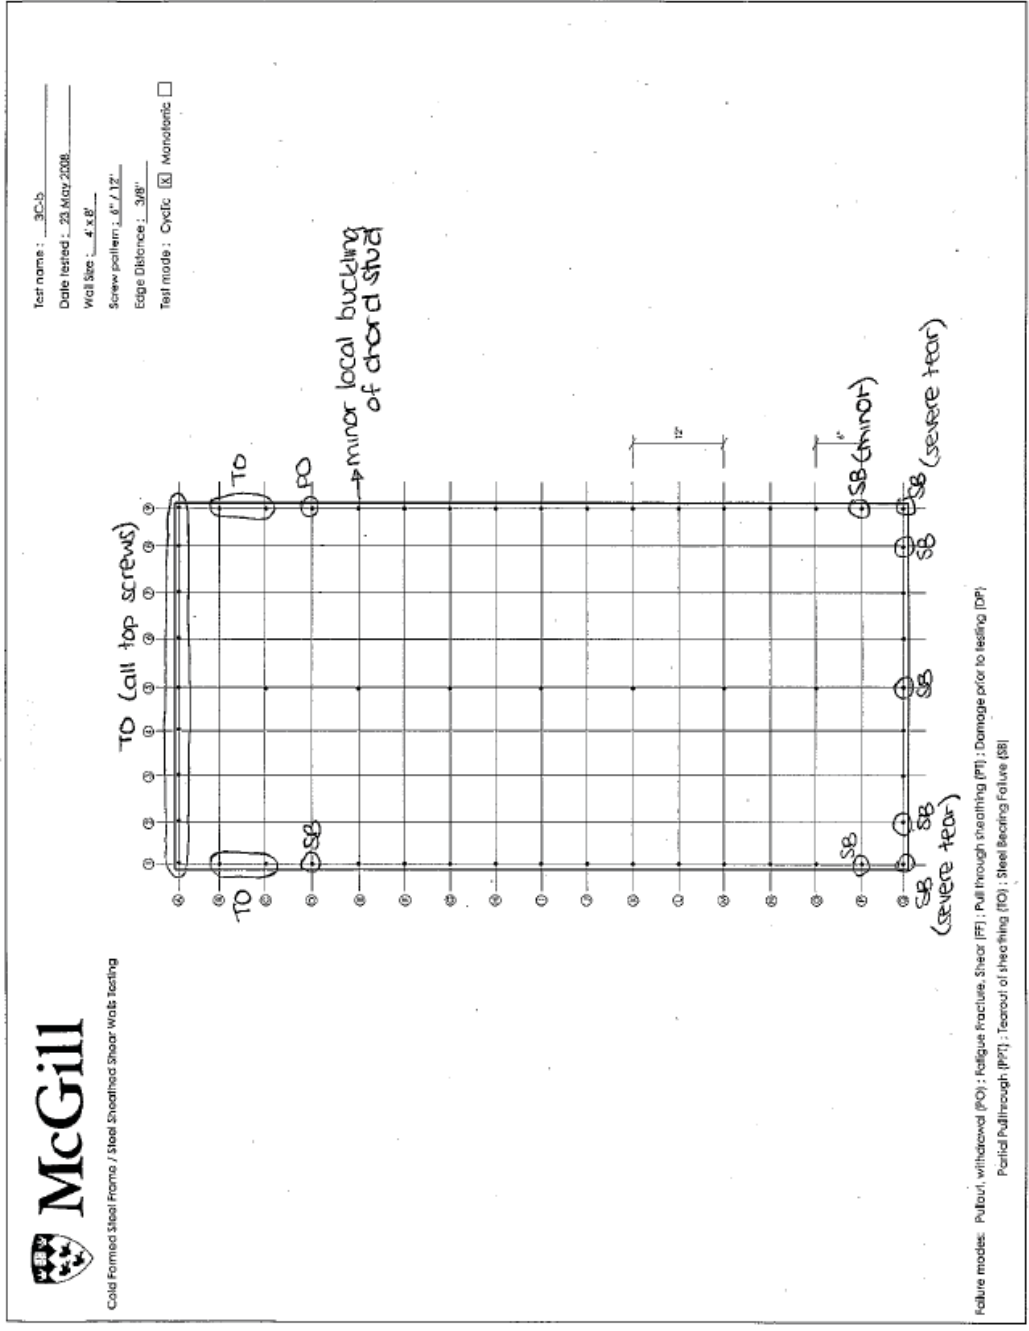 McGill
Cold Formed Steel Frame / Steel Sheathed Shear Walls Testing
Test name : 3C-b
Date tested : 23 May 2008
Wall Size : 4' x 8'
Screw pattern : 6" / 12"
Edge Distance : 3/8"
Test mode : Cyclic [X] Monotonic
TO (all top screws)
TO
TO
SB
PO
minor local buckling
of chord stud
12"
6"
SB
SB (minor)
SB
(severe tear)
SB
SB
SB
SB (severe tear)
Failure modes: Pullout, withdrawal (PO) ; Fatigue Fracture, Shear (FF) ; Pull through sheathing (PT) ; Damage prior to testing (DP)
Partial Pullthrough (PPT) ; Tearout of sheathing (TO) ; Steel Bearing Failure (SB)